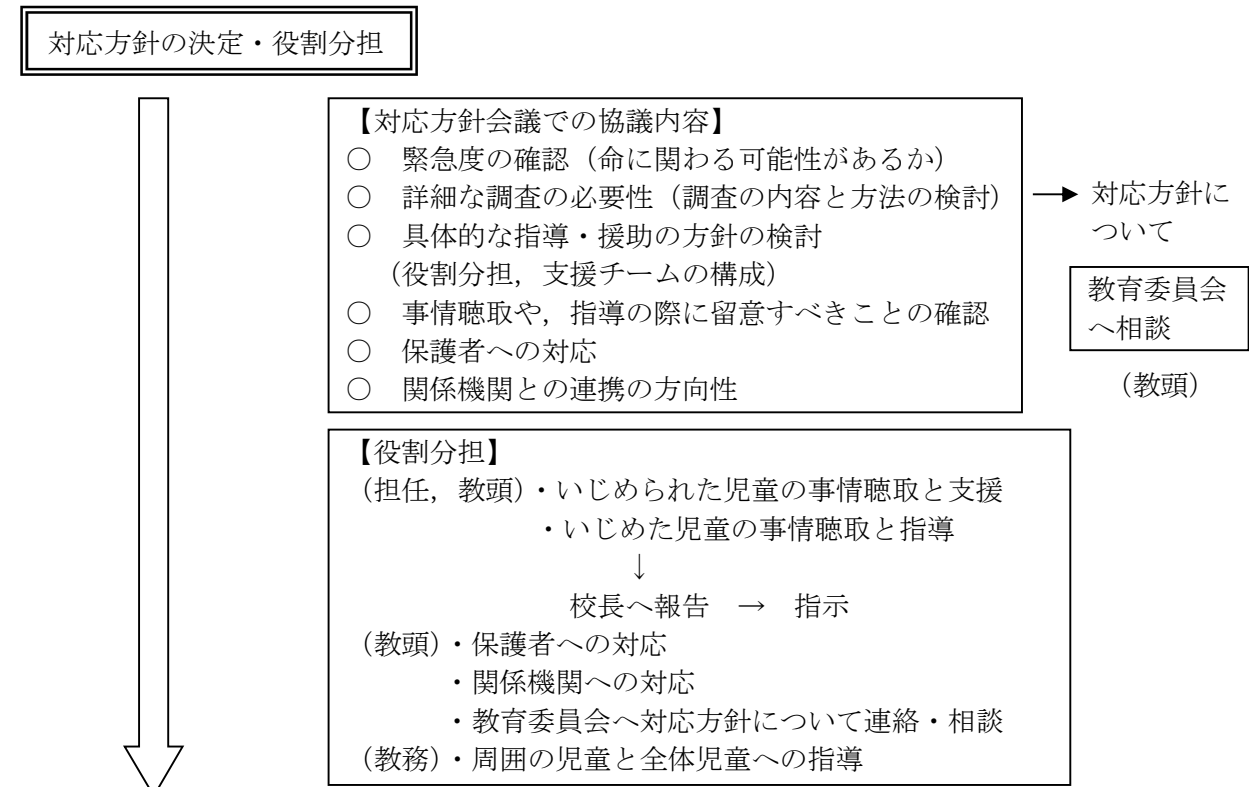 対応方針の決定・役割分担
【対応方針会議での協議内容】
○　緊急度の確認（命に関わる可能性があるか）
○　詳細な調査の必要性（調査の内容と方法の検討）
○　具体的な指導・援助の方針の検討
（役割分担，支援チームの構成）
○　事情聴取や，指導の際に留意すべきことの確認
○　保護者への対応
○　関係機関との連携の方向性
対応方針に
ついて
教育委員会
へ相談
（教頭）
【役割分担】
（担任，教頭）・いじめられた児童の事情聴取と支援
・いじめた児童の事情聴取と指導
↓
校長へ報告　→　指示
（教頭）・保護者への対応
・関係機関への対応
・教育委員会へ対応方針について連絡・相談
（教務）・周囲の児童と全体児童への指導